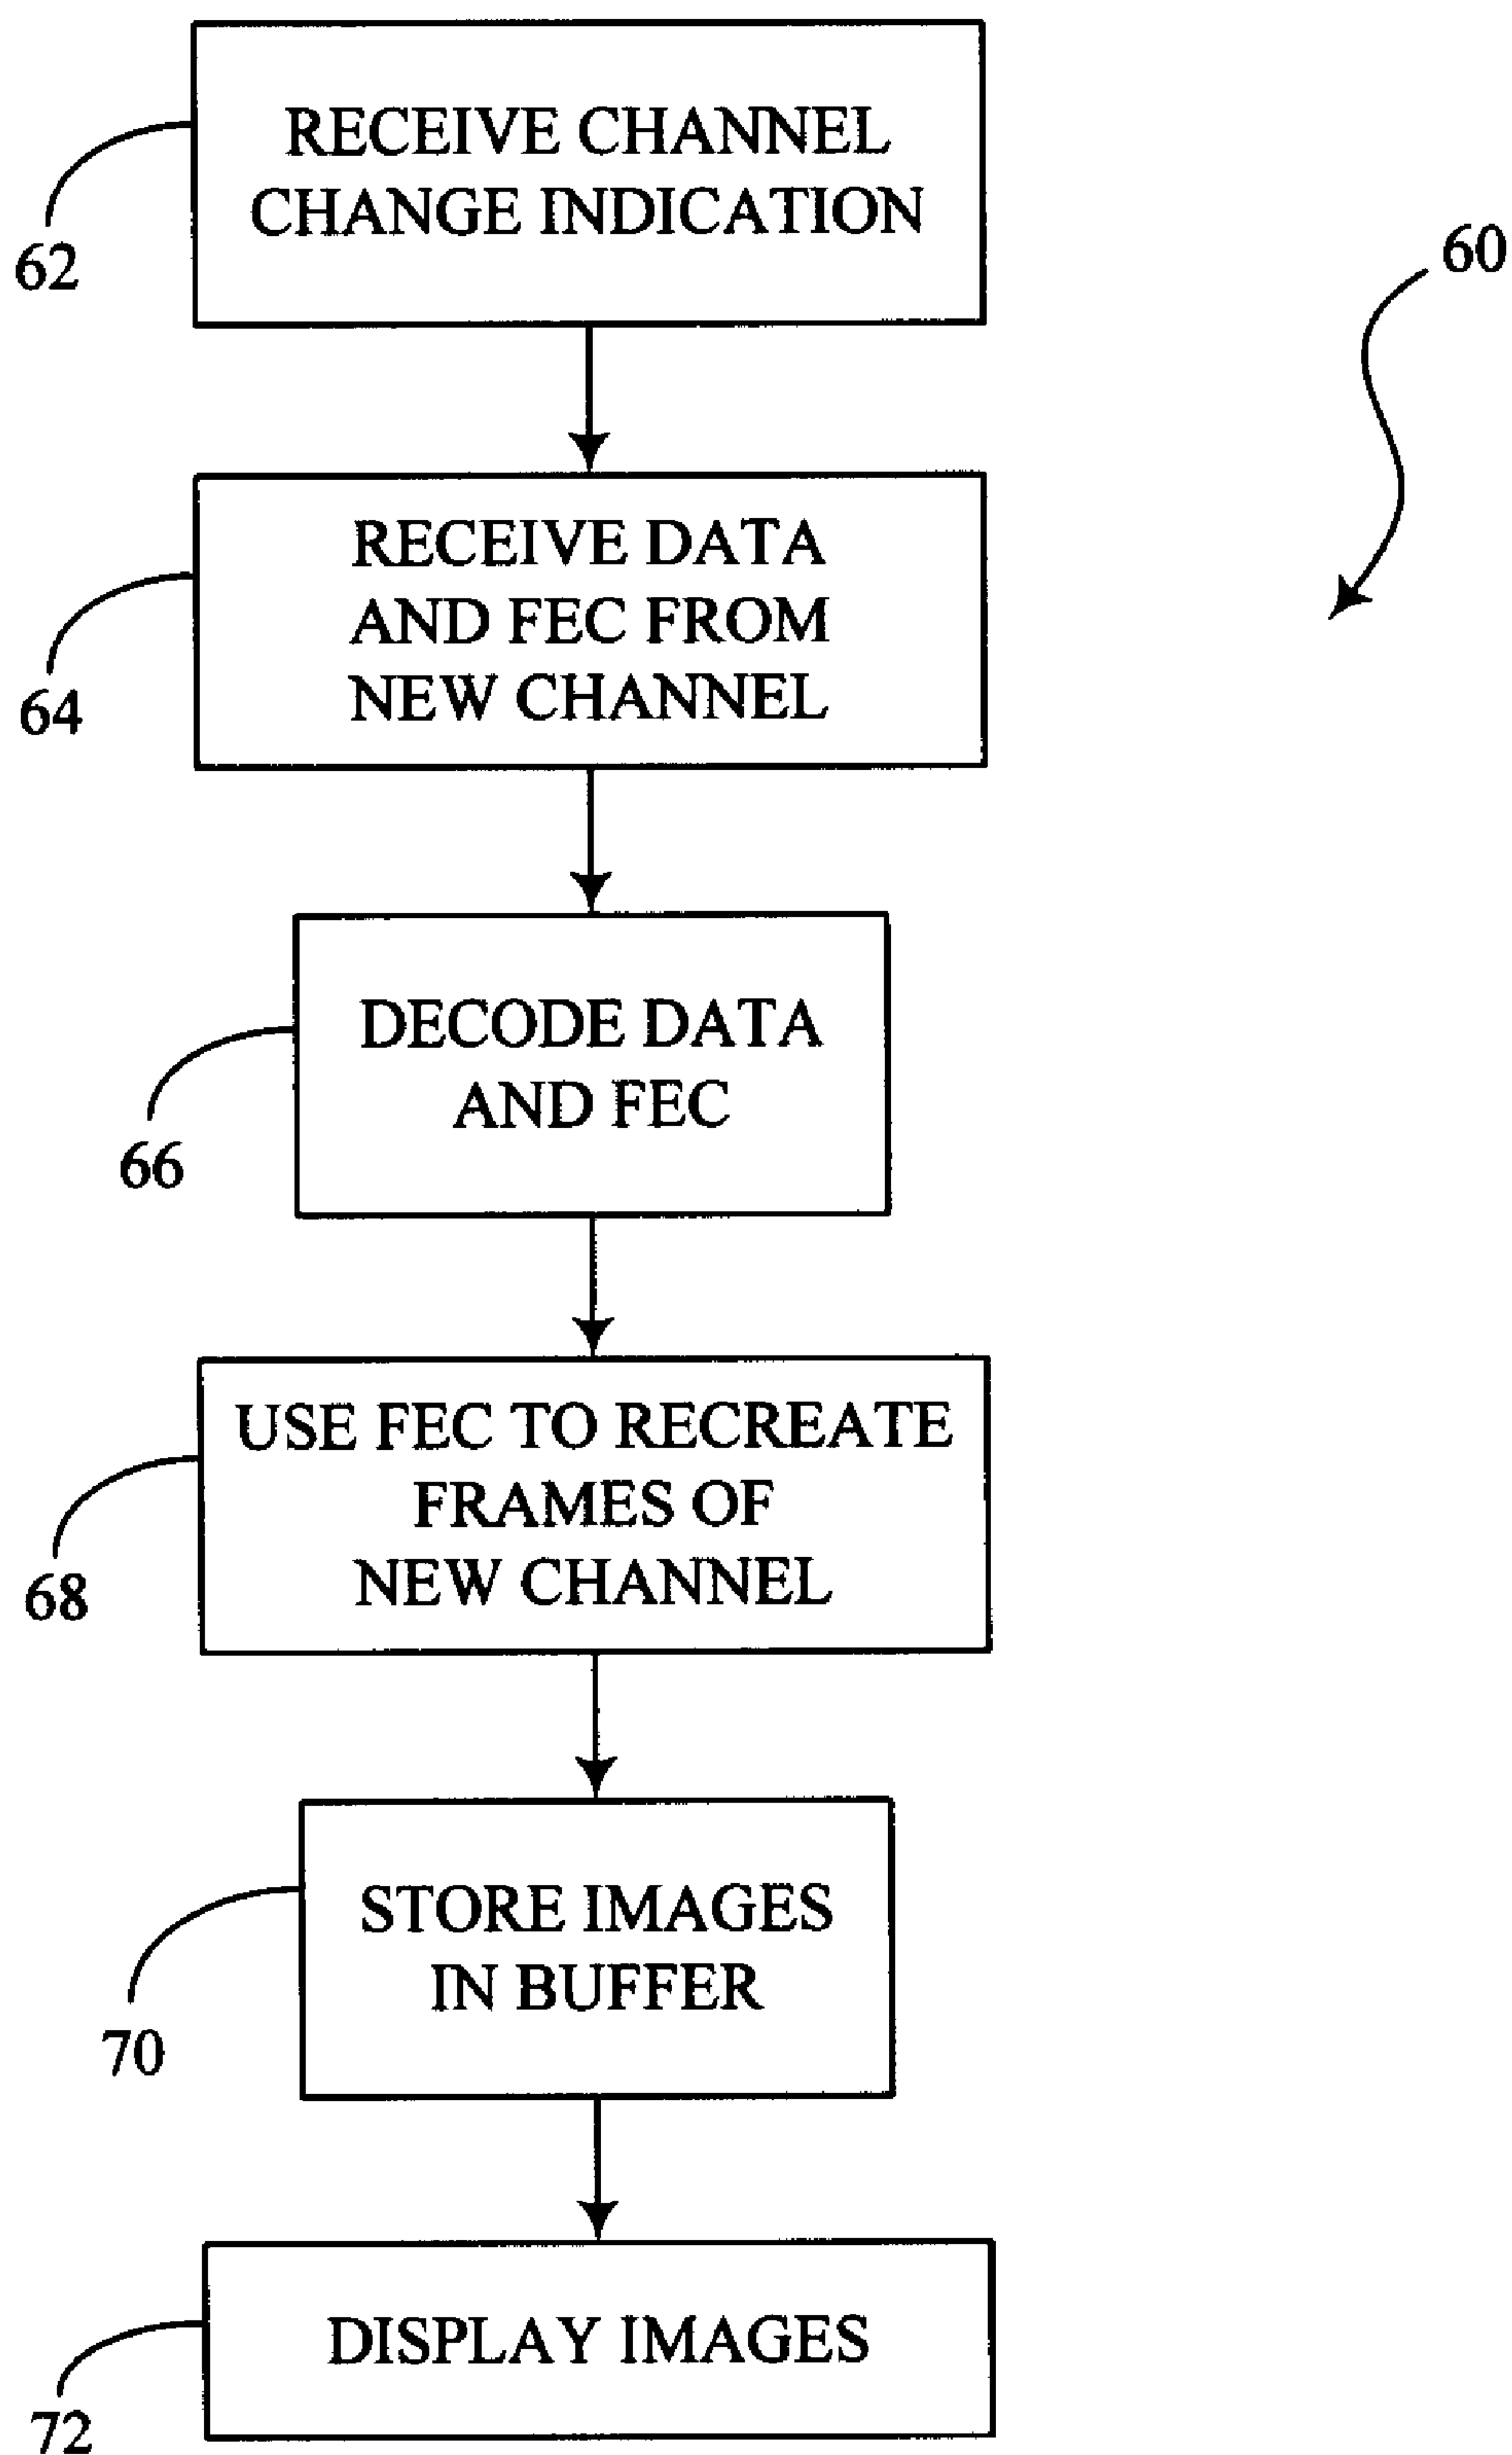 RECEIVE CHANNEL
CHANGE INDICATION
62
60
RECEIVE DATA
AND FEC FROM
NEW CHANNEL
64
DECODE DATA
AND FEC
66
USE FEC TO RECREATE
FRAMES OF
NEW CHANNEL
68
STORE IMAGES
IN BUFFER
70
DISPLAY IMAGES
72